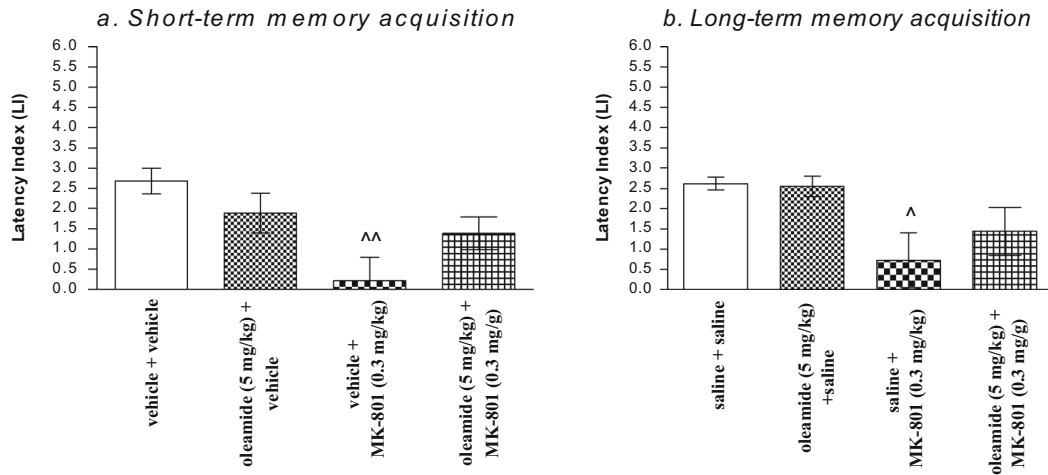 a. Short-term memory acquisition
Latency Index (LI)
6.0
5.5
5.0
4.5
4.0
3.5
3.0
2.5
2.0
1.5
1.0
0.5
0.0
^^
vehicle + vehicle
oleamide (5 mg/kg) +
vehicle
vehicle +
MK-801 (0.3 mg/kg)
oleamide (5 mg/kg) +
MK-801 (0.3 mg/g)
b. Long-term memory acquisition
Latency Index (LI)
6.0
5.5
5.0
4.5
4.0
3.5
3.0
2.5
2.0
1.5
1.0
0.5
0.0
^
saline + saline
oleamide (5 mg/kg)
+saline
saline +
MK-801 (0.3 mg/kg)
oleamide (5 mg/kg) +
MK-801 (0.3 mg/g)